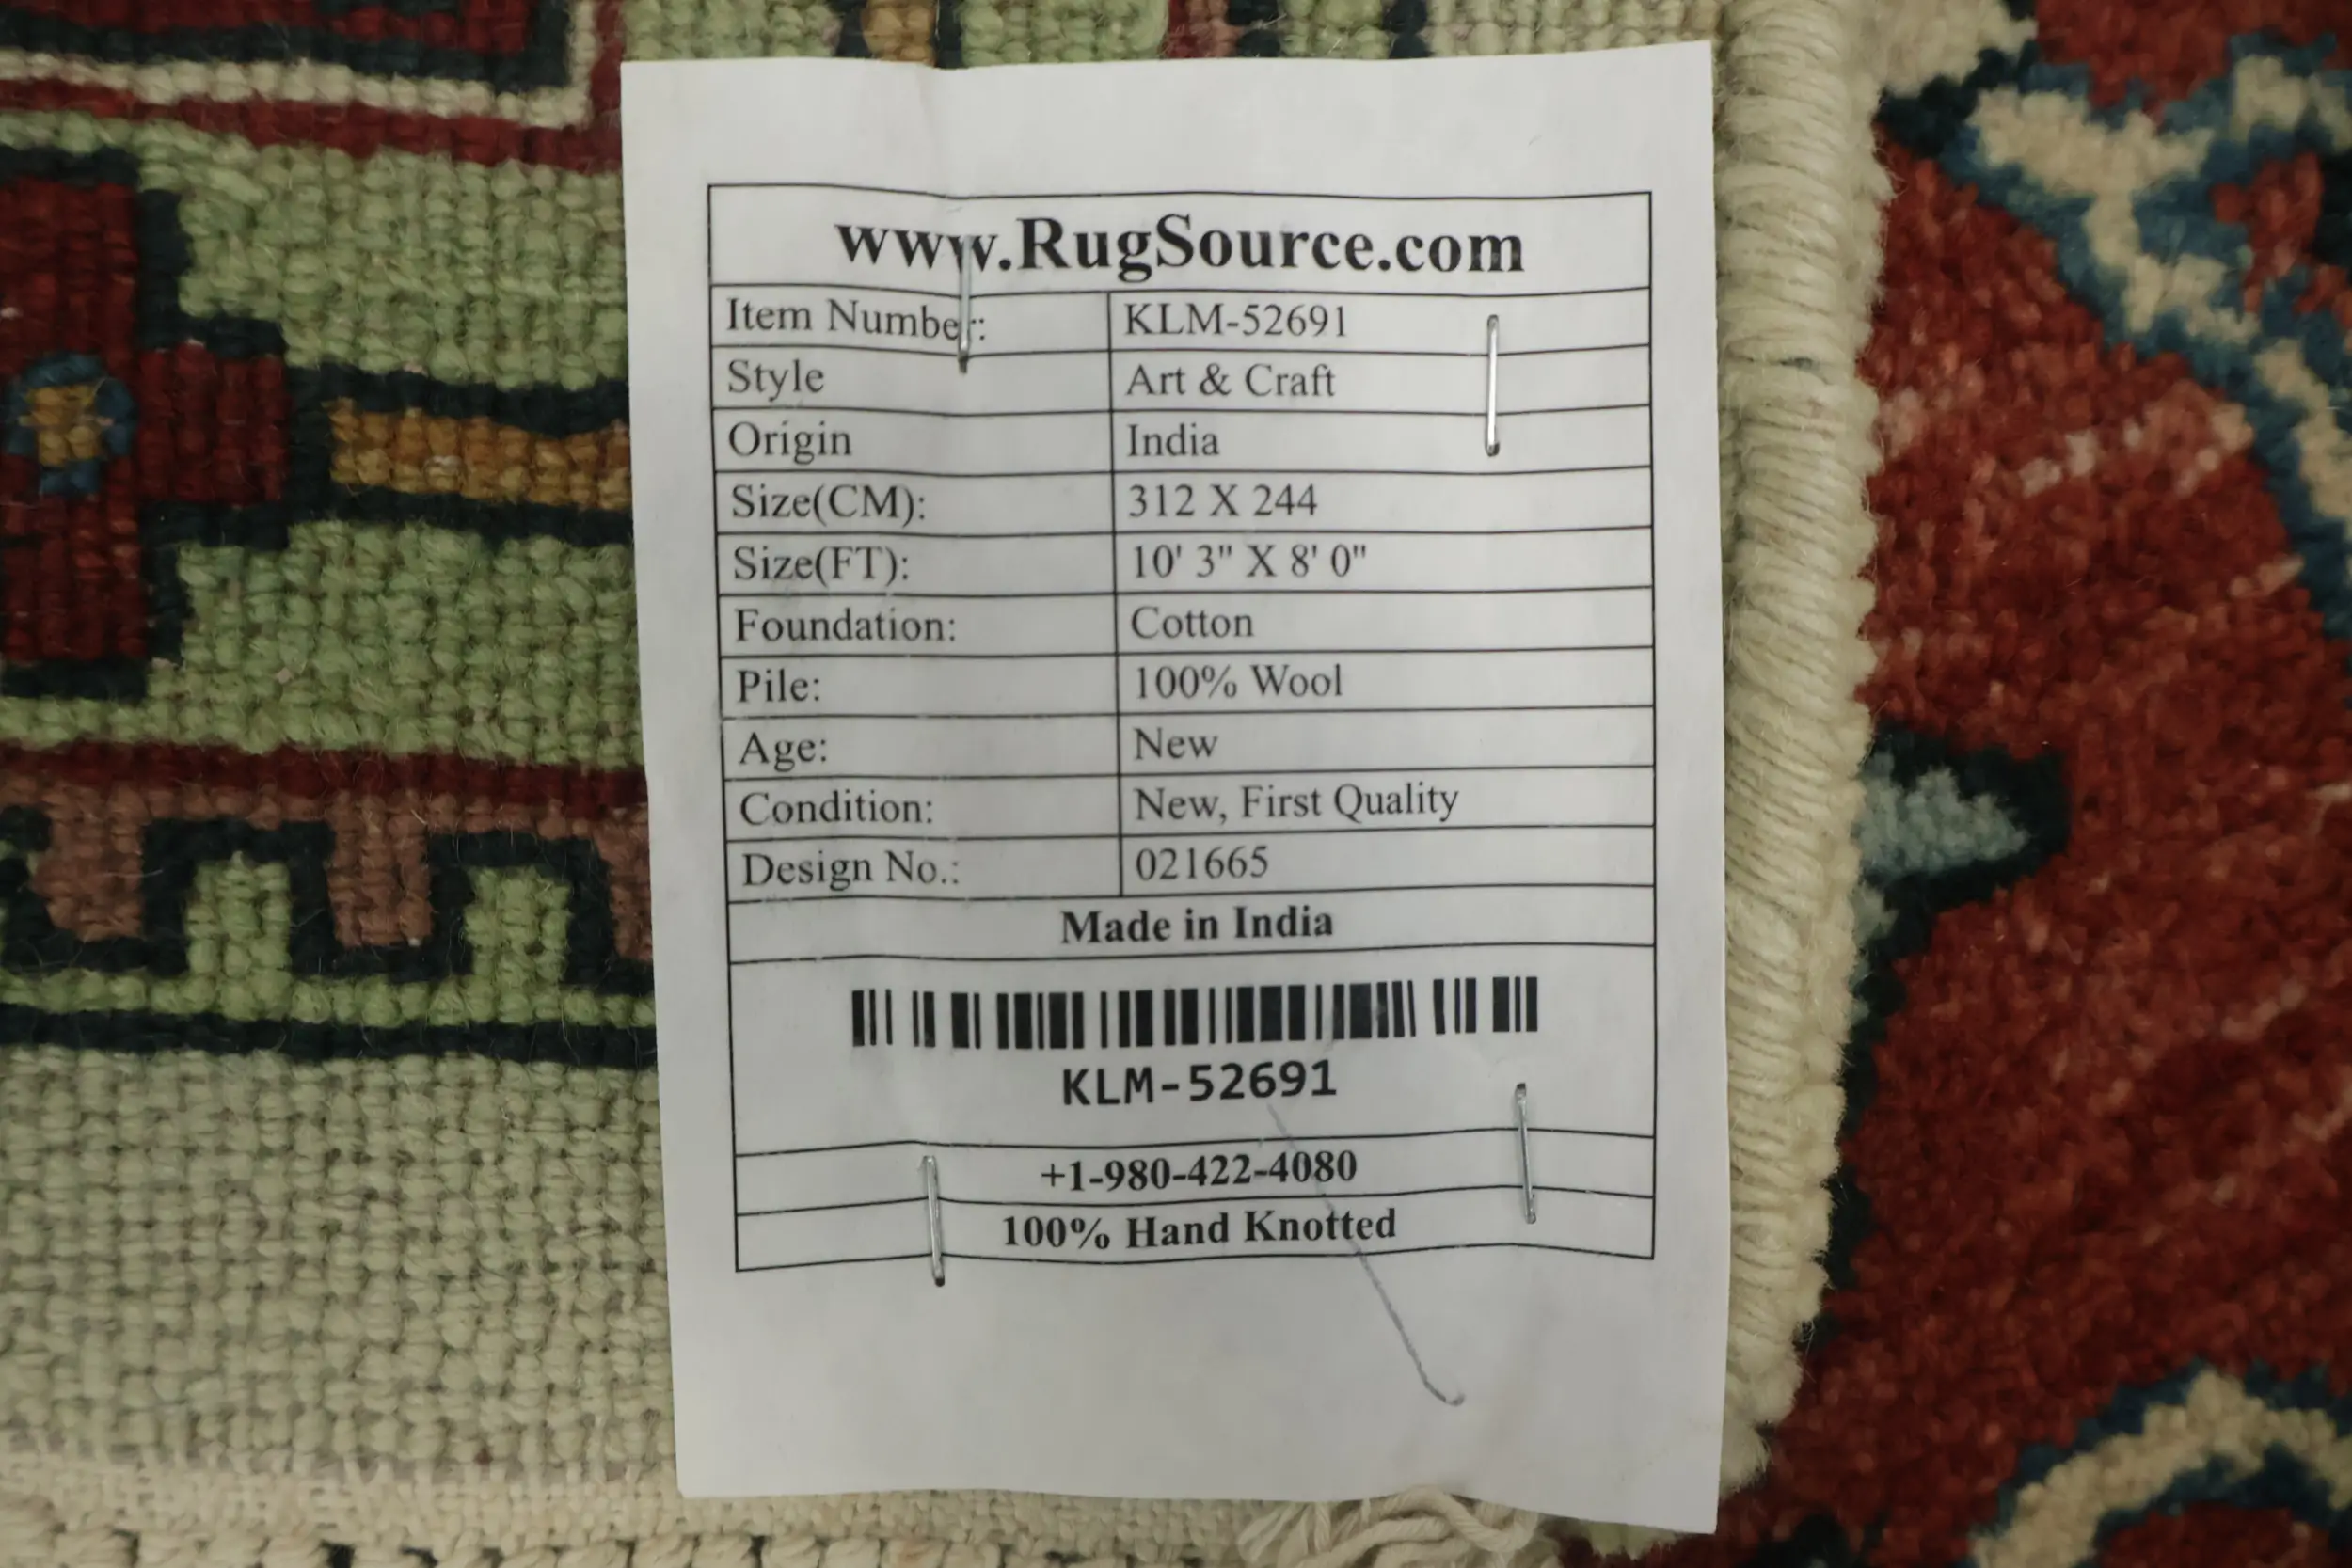 www.RugSource.com
Item Number: KLM-52691
Style Art & Craft
Origin India
Size(CM): 312 X 244
Size(FT): 10' 3" X 8' 0"
Foundation: Cotton
Pile: 100% Wool
Age: New
Condition: New, First Quality
Design No.: 021665
Made in India
KLM-52691
+1-980-422-4080
100% Hand Knotted